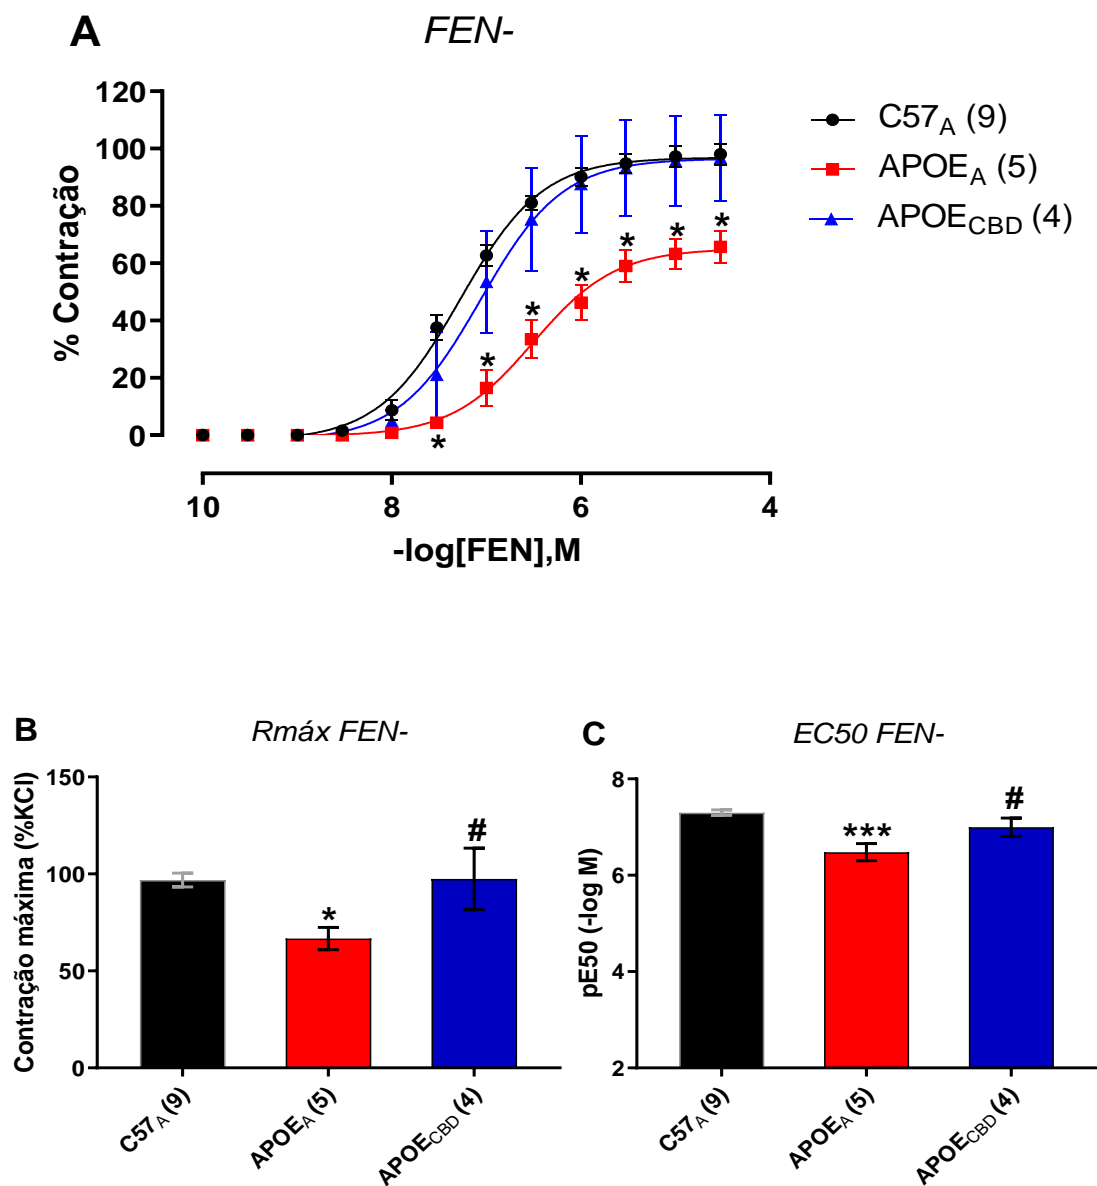 A
FEN-
% Contração
120
100
80
60
40
20
0
*
*
*
*
*
*
*
10
8
6
4
-log[FEN],M
C57A (9)
APOEA (5)
APOECBD (4)
B
Rmáx FEN-
Contração máxima (%KCl)
150
100
50
0
*
#
C57A (9)
APOEA (5)
APOECBD (4)
C
EC50 FEN-
pE50 (-log M)
8
6
4
2
***
#
C57A (9)
APOEA (5)
APOECBD (4)